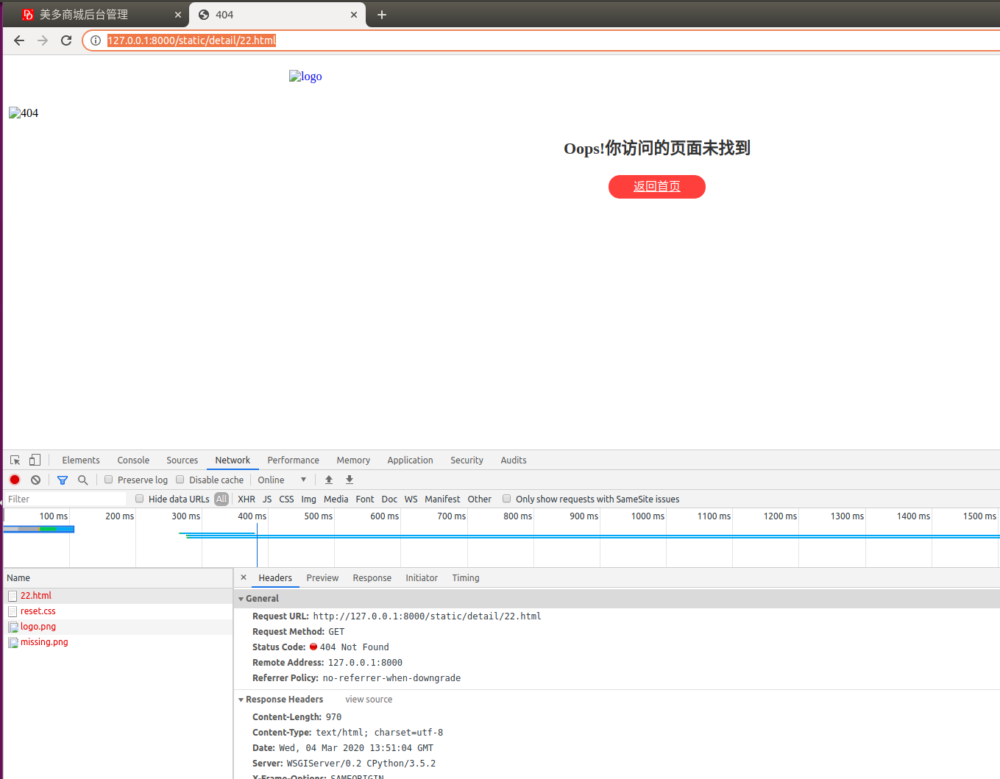 美多商城后台管理
404
127.0.0.1:8000/static/detail/22.html
logo
404
Oops!你访问的页面未找到
返回首页
Elements Console Sources Network Performance Memory Application Security Audits
Preserve log Disable cache Online
Filter Hide data URLs All XHR JS CSS Img Media Font Doc WS Manifest Other Only show requests with SameSite issues
100 ms 200 ms 300 ms 400 ms 500 ms 600 ms 700 ms 800 ms 900 ms 1000 ms 1100 ms 1200 ms 1300 ms 1400 ms 1500 ms
Name
22.html
reset.css
logo.png
missing.png
Headers Preview Response Initiator Timing
General
Request URL: http://127.0.0.1:8000/static/detail/22.html
Request Method: GET
Status Code: 404 Not Found
Remote Address: 127.0.0.1:8000
Referrer Policy: no-referrer-when-downgrade
Response Headers view source
Content-Length: 970
Content-Type: text/html; charset=utf-8
Date: Wed, 04 Mar 2020 13:51:04 GMT
Server: WSGIServer/0.2 CPython/3.5.2
X-Frame-Options: SAMEORIGIN